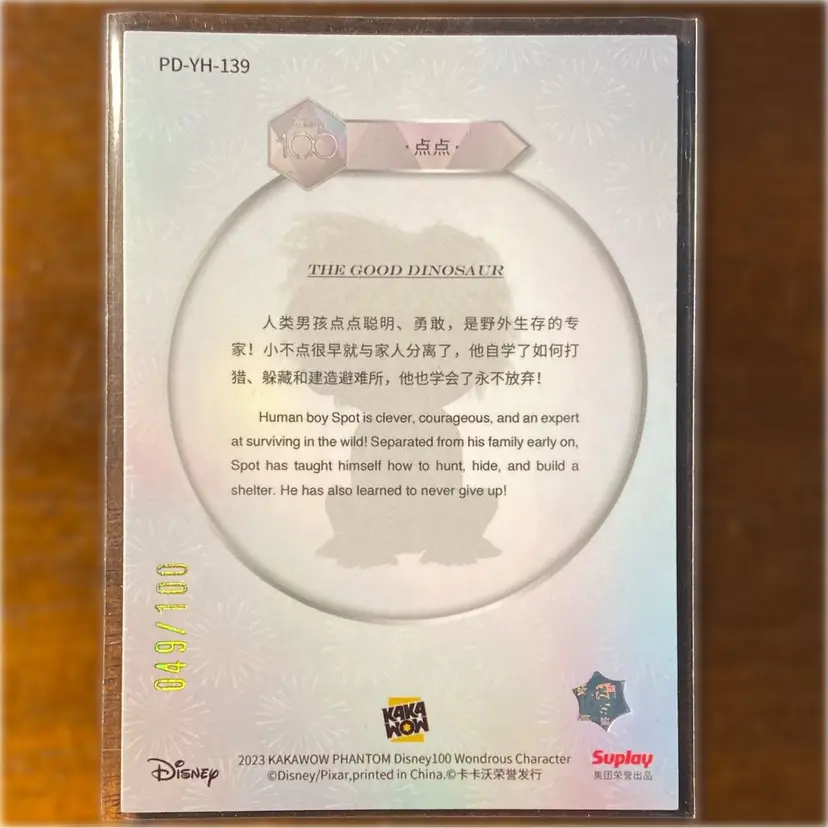 PD-YH-139
Disney
100
·点点·
THE GOOD DINOSAUR
人类男孩点点聪明、勇敢，是野外生存的专
家！小不点很早就与家人分离了，他自学了如何打
猎、躲藏和建造避难所，他也学会了永不放弃！
Human boy Spot is clever, courageous, and an expert
at surviving in the wild! Separated from his family early on,
Spot has taught himself how to hunt, hide, and build a
shelter. He has also learned to never give up!
049/100
KAKA
WOW
Disney
2023 KAKAWOW PHANTOM Disney100 Wondrous Character
©Disney/Pixar,printed in China.©卡卡沃荣誉发行
Suplay
集团荣誉出品